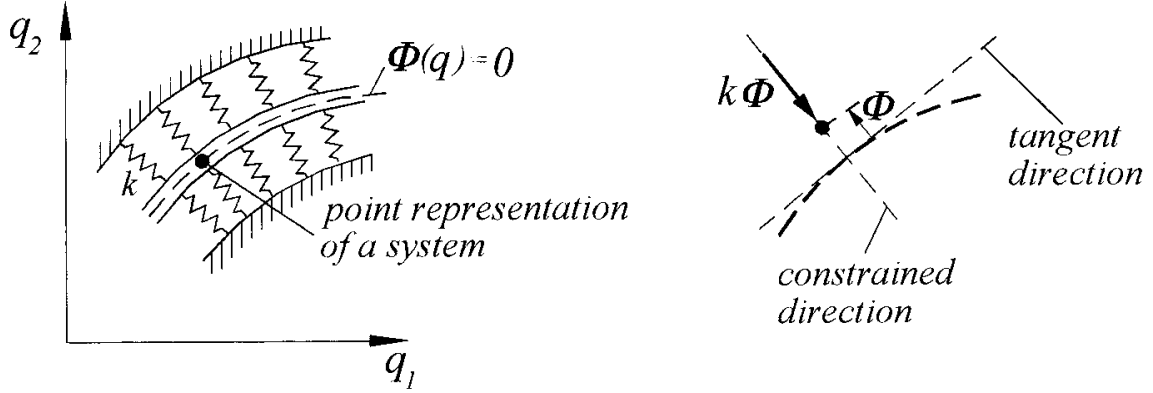 q₂
Φ(q)=0
k
point representation
of a system
q₁
kΦ
Φ
tangent
direction
constrained
direction